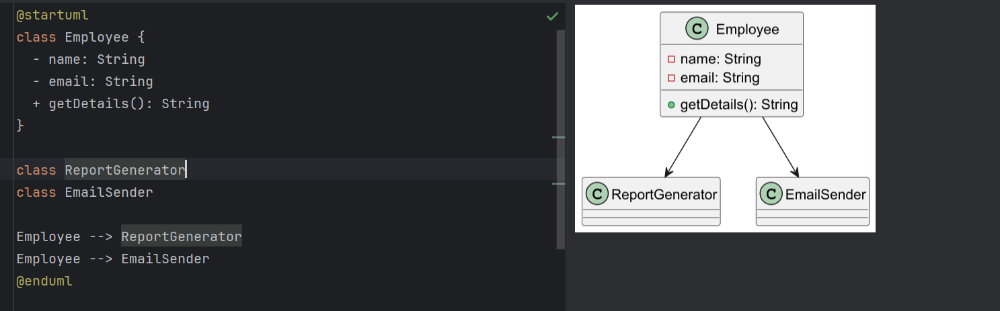 @startuml
class Employee {
  - name: String
  - email: String
  + getDetails(): String
}
class ReportGenerator
class EmailSender
Employee --> ReportGenerator
Employee --> EmailSender
@enduml
C Employee
name: String
email: String
getDetails(): String
C ReportGenerator
C EmailSender